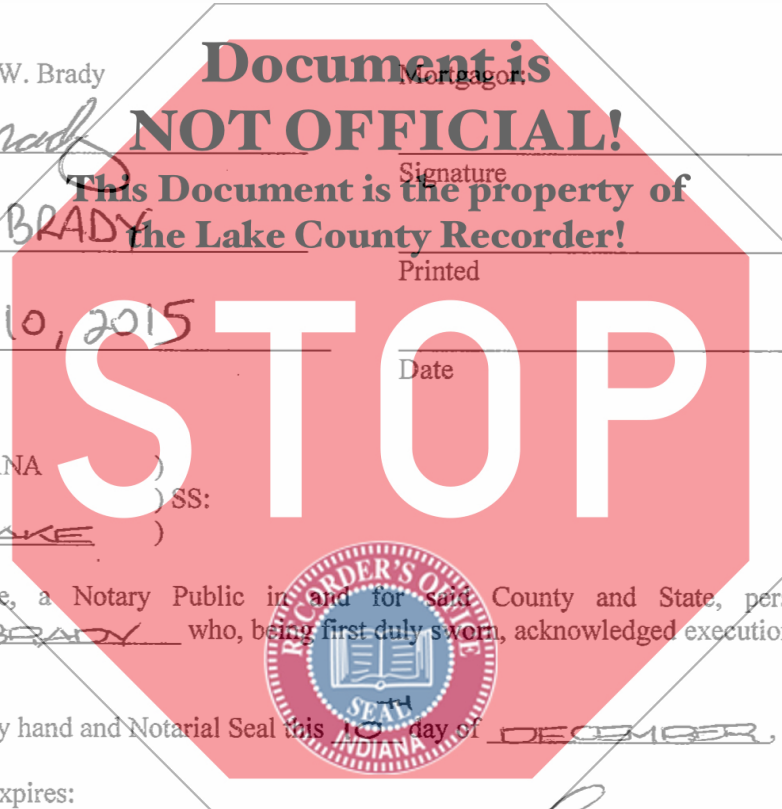 Document is
W. Brady
Mortgagor:
NOT OFFICIAL!
Signature
This Document is the property of
BRADY
the Lake County Recorder!
Printed
10, 2015
STOP
Date
NA )
) SS:
AKE )
RECORDER'S OFFICE
e, a Notary Public in and for said County and State, per
BRADY who, being first duly sworn, acknowledged executio
SEAL
y hand and Notarial Seal this 10TH day of DECEMBER,
INDIANA
xpires: